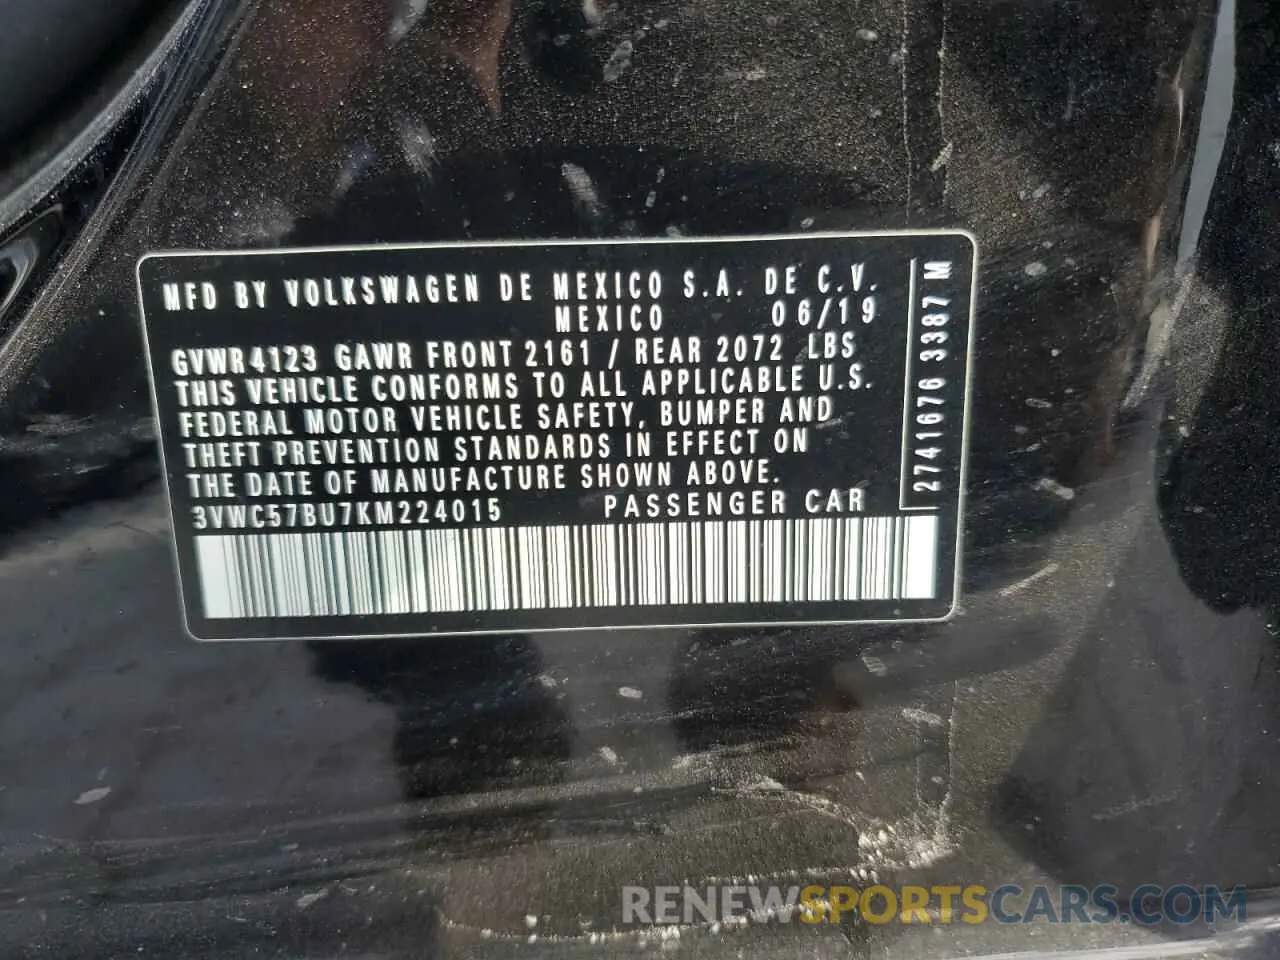 MFD BY VOLKSWAGEN DE MEXICO S.A. DE C.V.
MEXICO 06/19
GVWR 4123 GAWR FRONT 2161 / REAR 2072 LBS
THIS VEHICLE CONFORMS TO ALL APPLICABLE U.S.
FEDERAL MOTOR VEHICLE SAFETY, BUMPER AND
THEFT PREVENTION STANDARDS IN EFFECT ON
THE DATE OF MANUFACTURE SHOWN ABOVE.
3VWC57BU7KM224015 PASSENGER CAR
2741676 3387 M
RENEWSPORTSCARS.COM